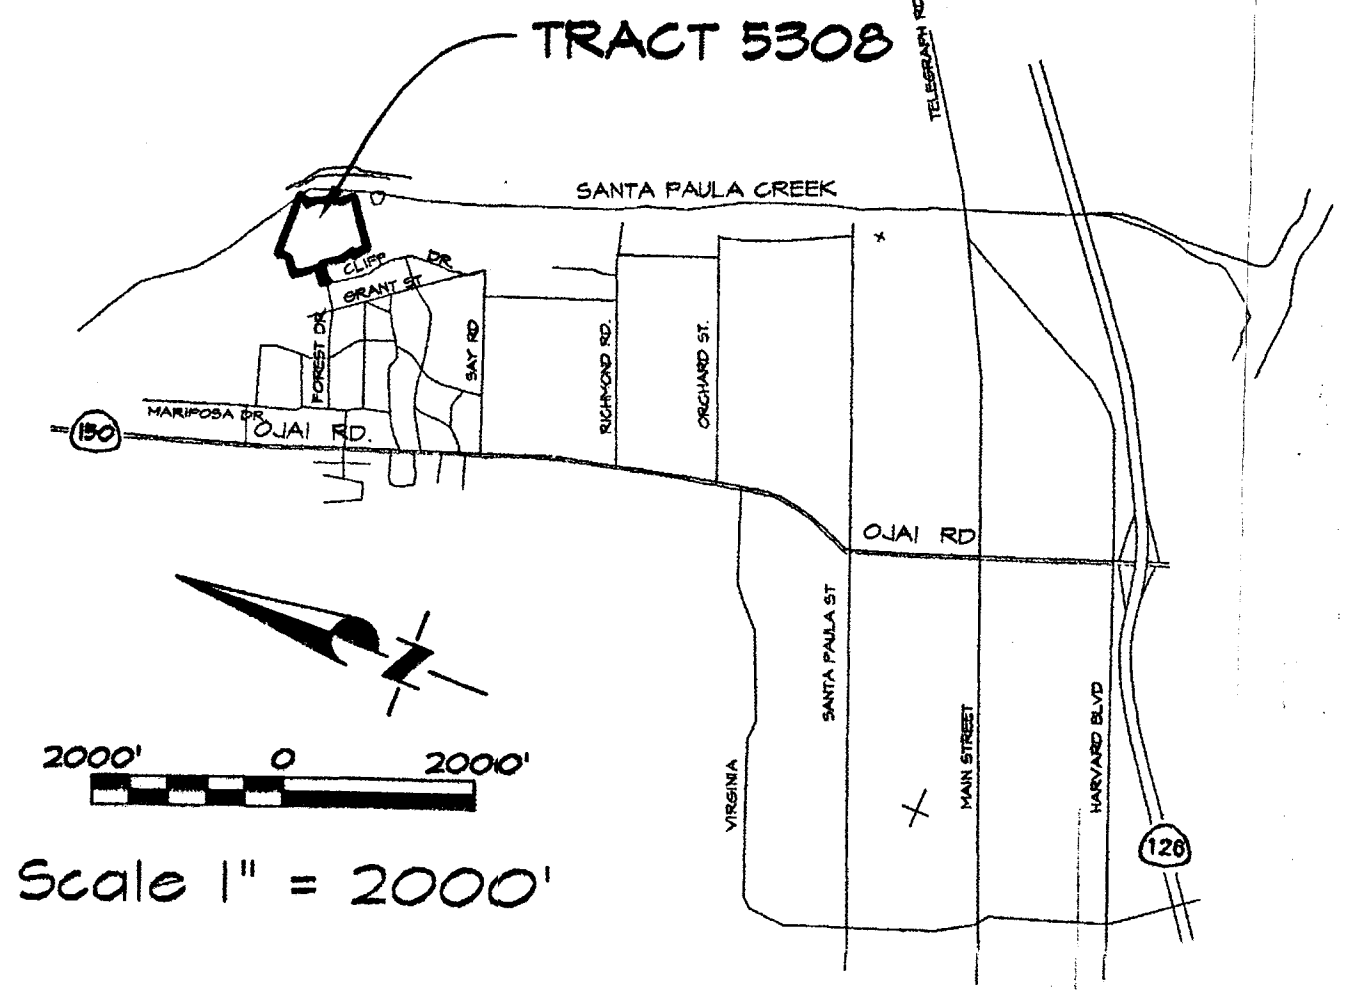 TRACT 5308
TELEGRAPH RD
SANTA PAULA CREEK
CLIFF DR
GRANT ST
FOREST DR
SAY RD
RICHMOND RD.
ORCHARD ST.
MARIPOSA DR
150
OJAI RD.
OJAI RD
SANTA PAULA ST
N
HARVARD BLVD
MAIN STREET
VIRGINIA
2000' 0 2000'
126
Scale 1" = 2000'